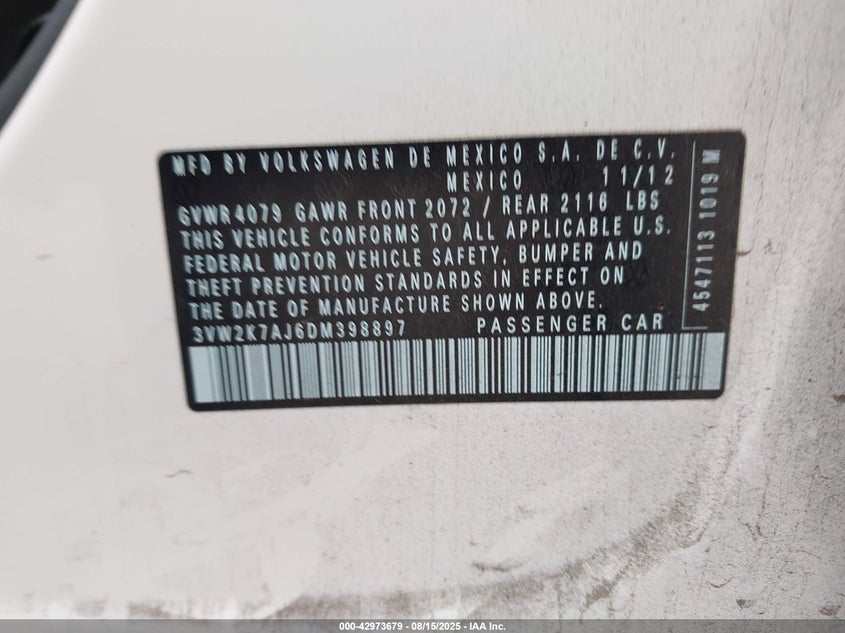 MFD BY VOLKSWAGEN DE MEXICO S.A. DE C.V.
MEXICO 11/12
GVWR 4079 GAWR FRONT 2072 / REAR 2116 LBS
THIS VEHICLE CONFORMS TO ALL APPLICABLE U.S.
FEDERAL MOTOR VEHICLE SAFETY, BUMPER AND
THEFT PREVENTION STANDARDS IN EFFECT ON
THE DATE OF MANUFACTURE SHOWN ABOVE.
3VW2K7AJ6DM398897 PASSENGER CAR
4547113 1019 M
000-42973679 - 08/15/2025 - IAA Inc.